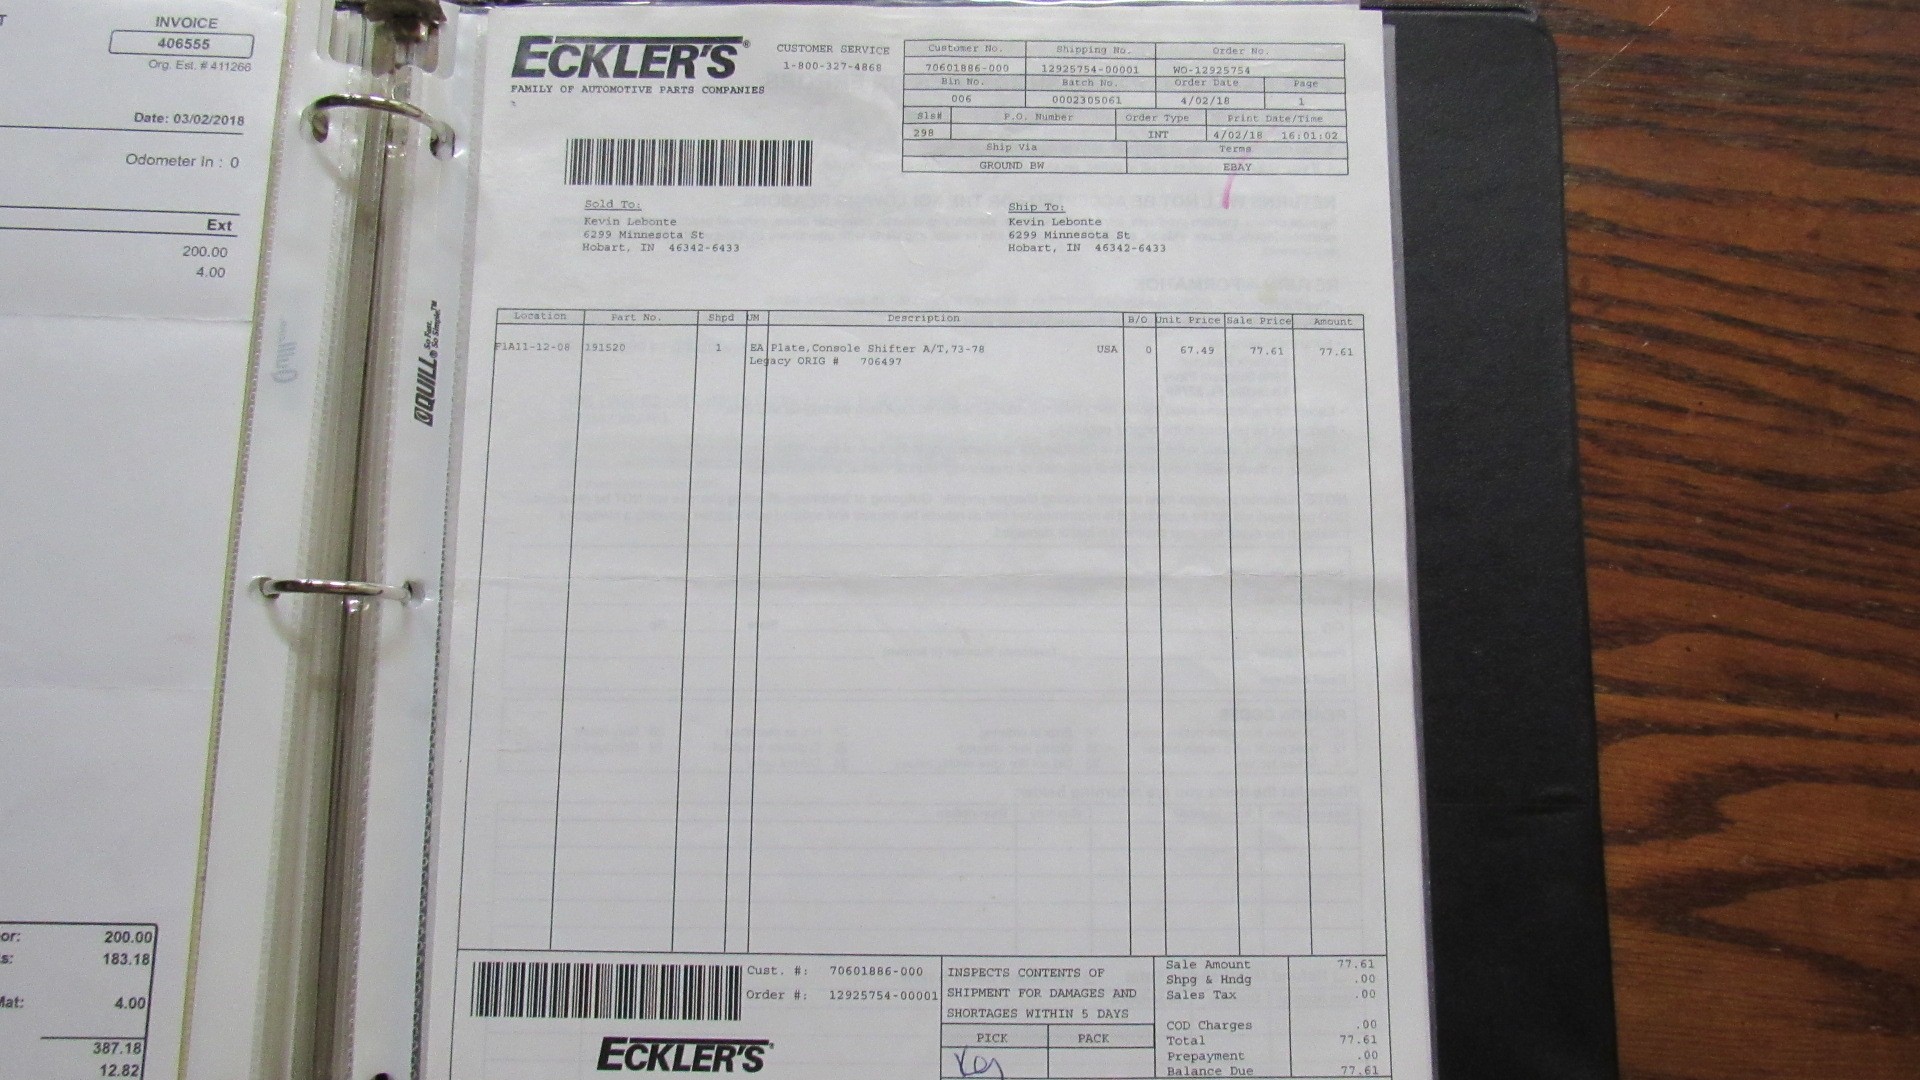 INVOICE
406555
Org. Est. # 411266
Date: 03/02/2018
Odometer In : 0
Ext
200.00
4.00
200.00
183.18
4.00
387.18
12.82
QUILL® So Fast. So Simple.™
ECKLER'S®
FAMILY OF AUTOMOTIVE PARTS COMPANIES
CUSTOMER SERVICE
1-800-327-4868
Customer No. Shipping No. Order No.
70601886-000 12925754-00001 WO-12925754
Bin No. Batch No. Order Date Page
006 0002305061 4/02/18 1
Sls# P.O. Number Order Type Print Date/Time
298 INT 4/02/18 16:01:02
Ship Via Terms
GROUND BW EBAY
Sold To:
Kevin Lebonte
6299 Minnesota St
Hobart, IN 46342-6433
Ship To:
Kevin Lebonte
6299 Minnesota St
Hobart, IN 46342-6433
Location Part No. Shpd UM Description B/O Unit Price Sale Price Amount
P1A11-12-08 191520 1 EA Plate,Console Shifter A/T,73-78 USA 0 67.49 77.61 77.61
Legacy ORIG # 706497
Cust. #: 70601886-000
Order #: 12925754-00001
ECKLER'S®
INSPECTS CONTENTS OF
SHIPMENT FOR DAMAGES AND
SHORTAGES WITHIN 5 DAYS
PICK PACK
Sale Amount 77.61
Shpg & Hndg .00
Sales Tax .00
COD Charges .00
Total 77.61
Prepayment .00
Balance Due 77.61